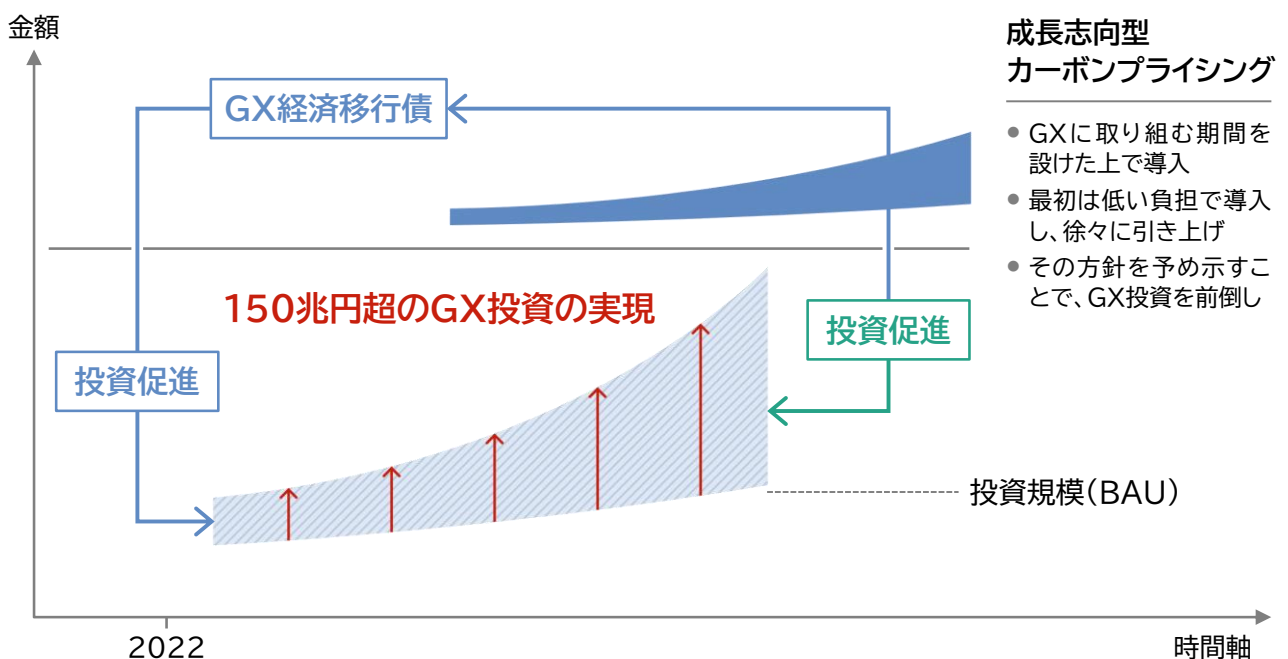 金額
成長志向型
カーボンプライシング
GX経済移行債
● GXに取り組む期間を
設けた上で導入
● 最初は低い負担で導入
し、徐々に引き上げ
● その方針を予め示すこ
とで、GX投資を前倒し
150兆円超のGX投資の実現
投資促進
投資促進
投資規模(BAU)
2022
時間軸